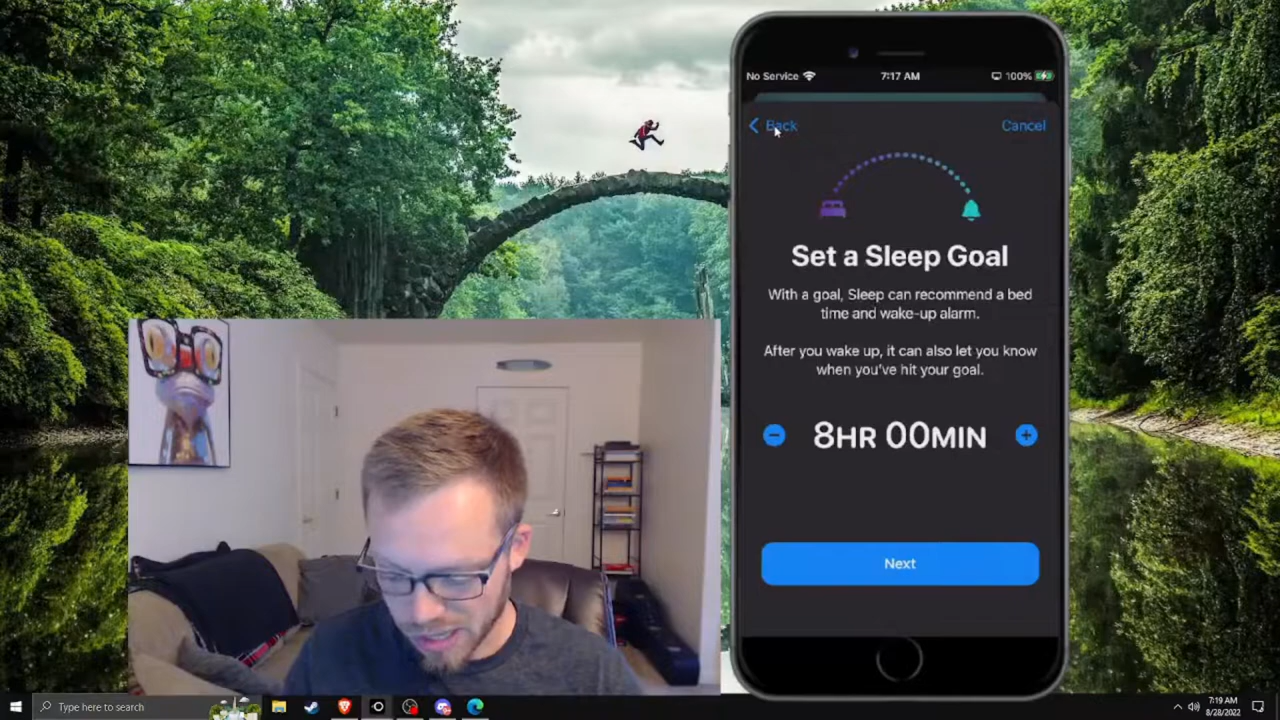 No Service
7:17 AM
100%
Back
Cancel
Set a Sleep Goal
With a goal, Sleep can recommend a bed
time and wake-up alarm.
After you wake up, it can also let you know
when you've hit your goal.
8HR 00MIN
Next
Type here to search
7:19 AM
8/28/2022